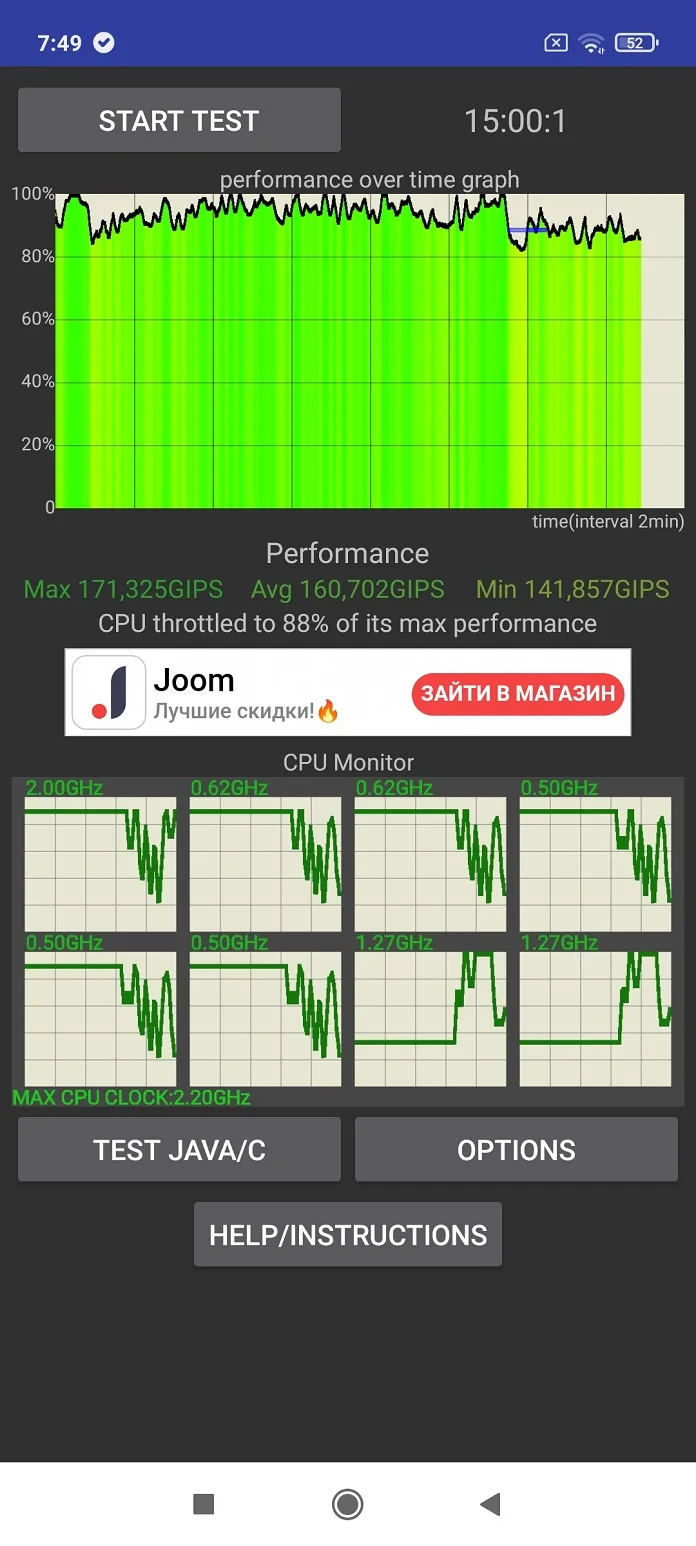 7:49
52
START TEST
15:00:1
performance over time graph
100%
80%
60%
40%
20%
0
time(interval 2min)
Performance
Max 171,325GIPS Avg 160,702GIPS Min 141,857GIPS
CPU throttled to 88% of its max performance
Joom
Лучшие скидки!🔥
ЗАЙТИ В МАГАЗИН
CPU Monitor
2.00GHz 0.62GHz 0.62GHz 0.50GHz
0.50GHz 0.50GHz 1.27GHz 1.27GHz
MAX CPU CLOCK:2.20GHz
TEST JAVA/C
OPTIONS
HELP/INSTRUCTIONS